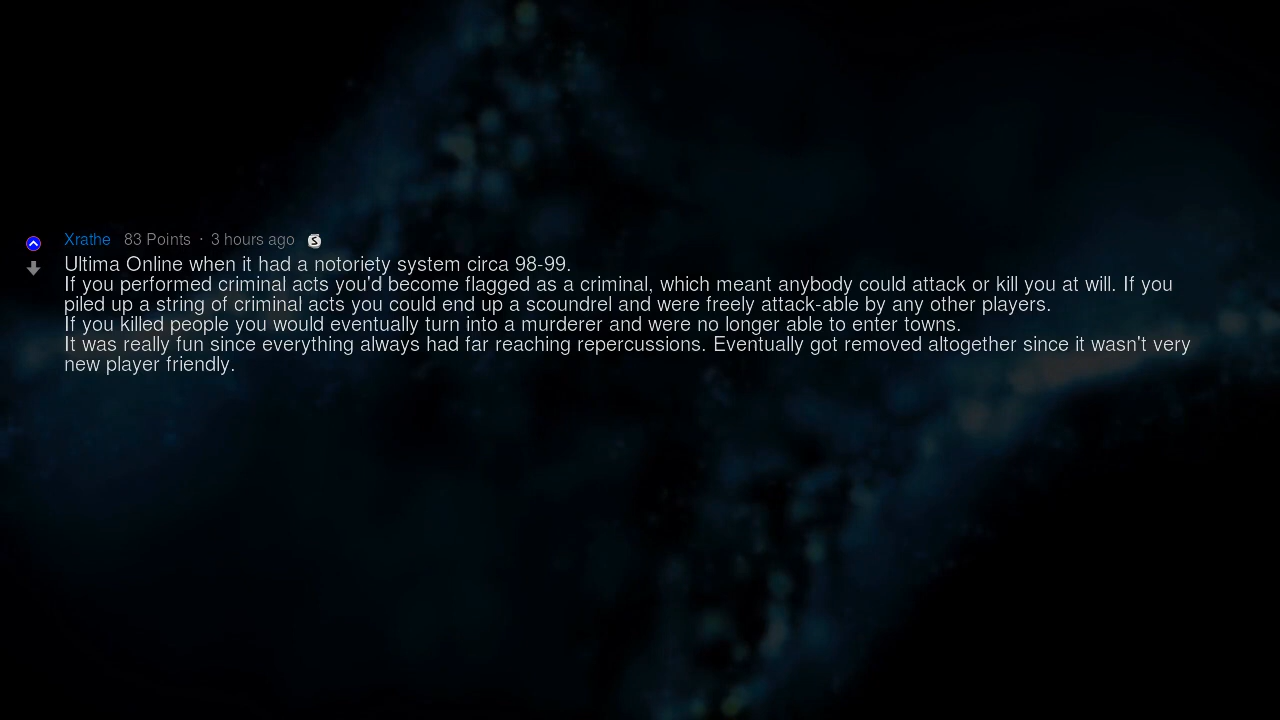 Xrathe 83 Points · 3 hours ago
Ultima Online when it had a notoriety system circa 98-99.
If you performed criminal acts you'd become flagged as a criminal, which meant anybody could attack or kill you at will. If you
piled up a string of criminal acts you could end up a scoundrel and were freely attack-able by any other players.
If you killed people you would eventually turn into a murderer and were no longer able to enter towns.
It was really fun since everything always had far reaching repercussions. Eventually got removed altogether since it wasn't very
new player friendly.